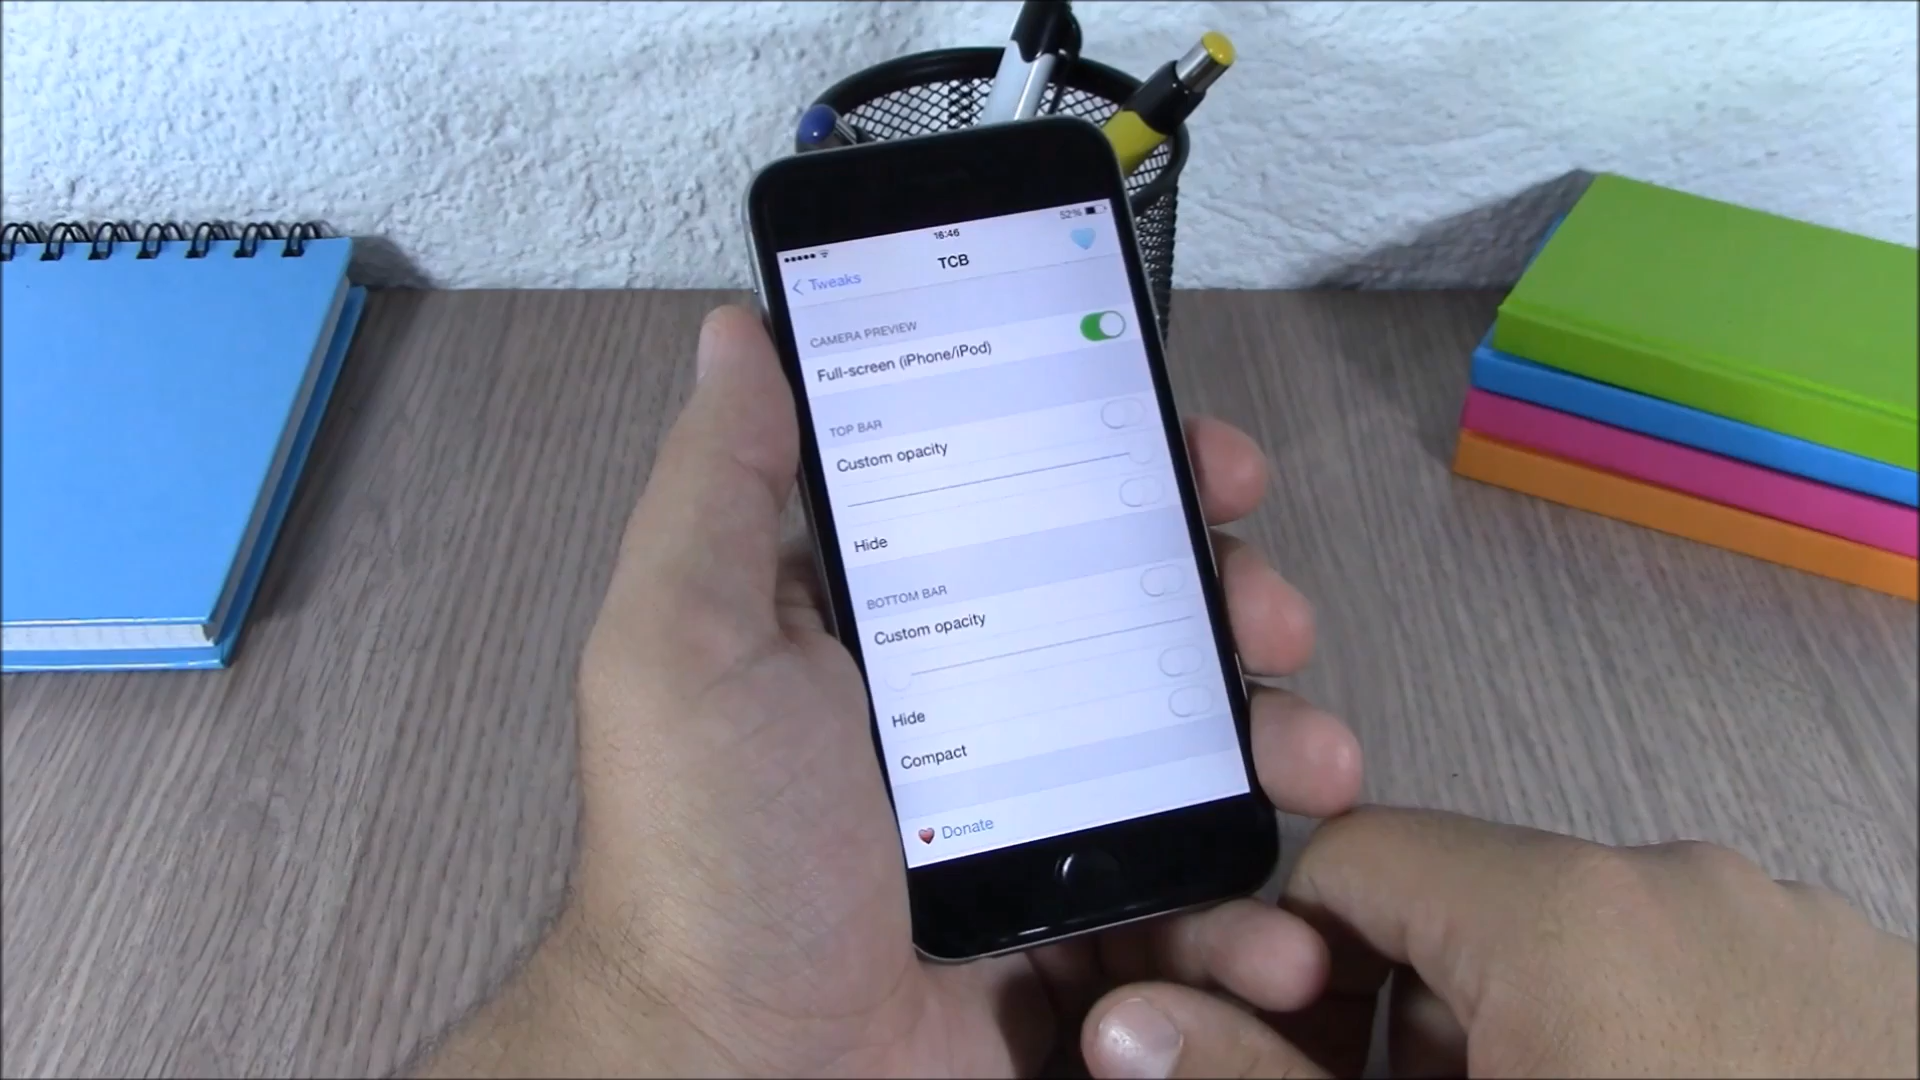 16:46
52%
Tweaks
TCB
CAMERA PREVIEW
Full-screen (iPhone/iPod)
TOP BAR
Custom opacity
Hide
BOTTOM BAR
Custom opacity
Hide
Compact
Donate